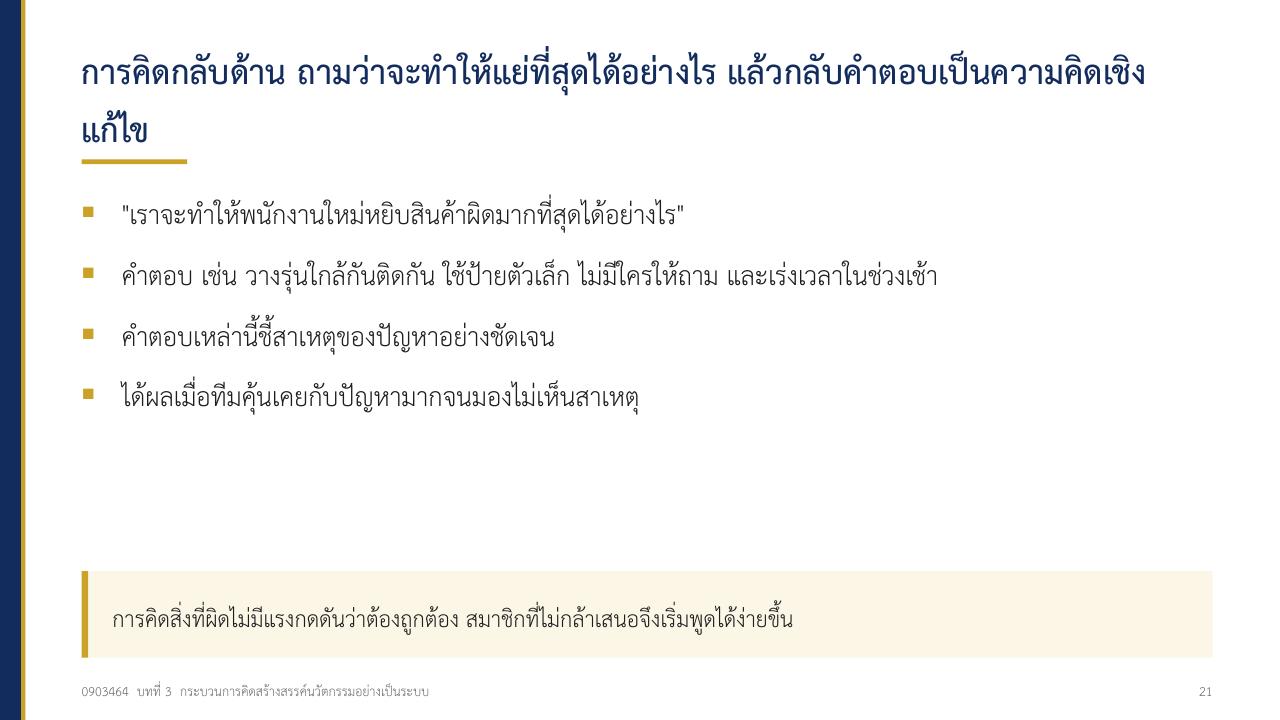 การคิดกลับด้าน ถามว่าจะทำให้แย่ที่สุดได้อย่างไร แล้วกลับคำตอบเป็นความคิดเชิง
แก้ไข
"เราจะทำให้พนักงานใหม่หยิบสินค้าผิดมากที่สุดได้อย่างไร"
คำตอบ เช่น วางรุ่นใกล้กันติดกัน ใช้ป้ายตัวเล็ก ไม่มีใครให้ถาม และเร่งเวลาในช่วงเช้า
คำตอบเหล่านี้ชี้สาเหตุของปัญหาอย่างชัดเจน
ได้ผลเมื่อทีมคุ้นเคยกับปัญหามากจนมองไม่เห็นสาเหตุ
การคิดสิ่งที่ผิดไม่มีแรงกดดันว่าต้องถูกต้อง สมาชิกที่ไม่กล้าเสนอจึงเริ่มพูดได้ง่ายขึ้น
0903464 บทที่ 3 กระบวนการคิดสร้างสรรค์นวัตกรรมอย่างเป็นระบบ
21